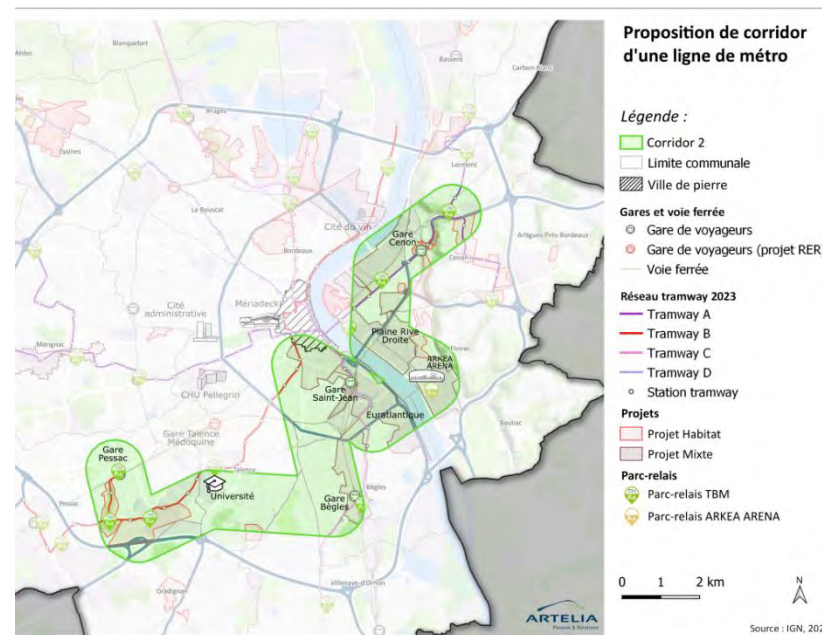 Proposition de corridor
d'une ligne de métro
Légende :
Corridor 2
Limite communale
Ville de pierre
Gares et voie ferrée
Gare de voyageurs
Gare de voyageurs (projet RER)
Voie ferrée
Réseau tramway 2023
Tramway A
Tramway B
Tramway C
Tramway D
Station tramway
Projets
Projet Habitat
Projet Mixte
Parc-relais
Parc-relais TBM
Parc-relais ARKEA ARENA
0 1 2 km
N
Source : IGN, 202
Blanquefort
Bassens
Carbon-Blanc
Bruges
Eysines
Lormont
Le Bouscat
Cité du vin
Gare
Cenon
Artigues-Près-Bordeaux
Bordeaux
Cenon
Cité
administrative
Mériadeck
Mérignac
Plaine Rive
Droite
Floirac
ARKEA
ARENA
CHU Pellegrin
Gare
Saint-Jean
Euratlantique
Bouliac
Gare Talence
Médoquine
Gare
Pessac
Talence
Pessac
Université
Bègles
Gare
Bègles
Villenave-d'Ornon
Gradignan
ARTELIA